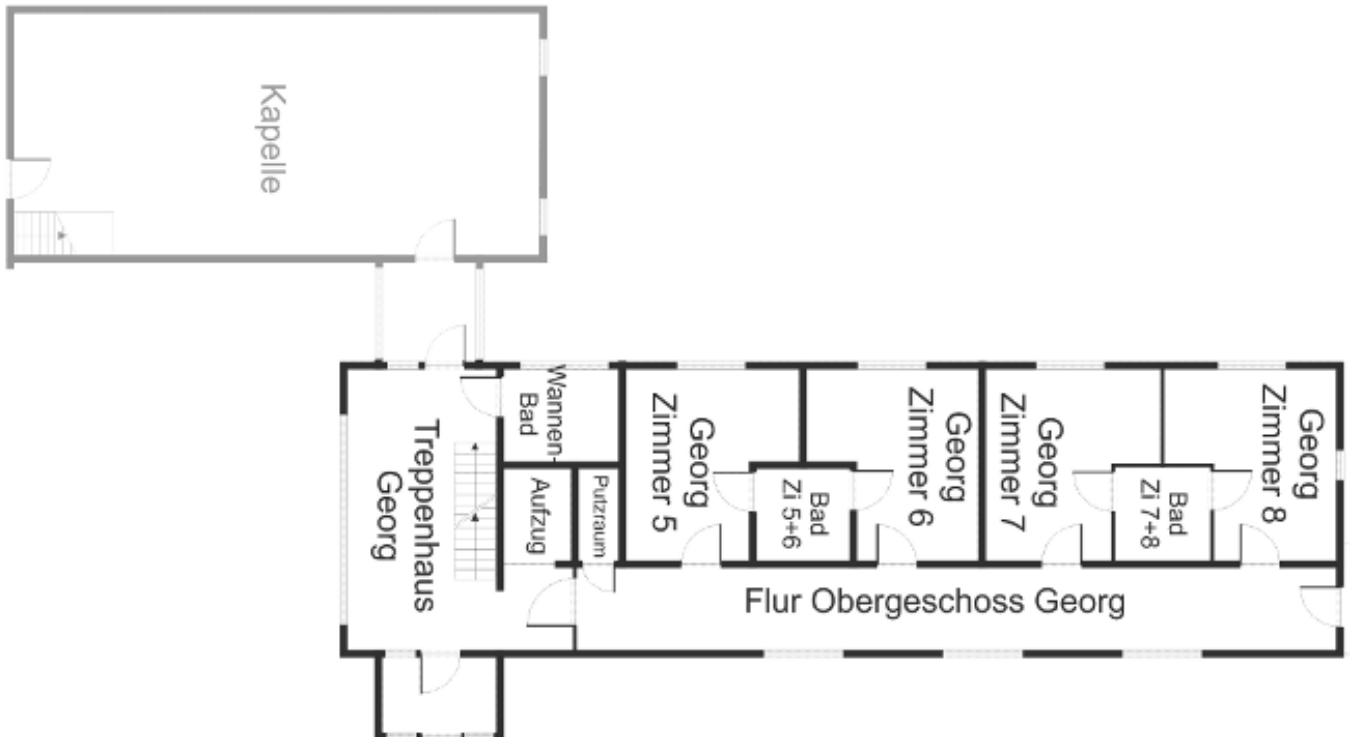 Kapelle
Treppenhaus
Georg
Wannen-
Bad
Aufzug
Putzraum
Georg
Zimmer 5
Bad
Zi 5+6
Georg
Zimmer 6
Georg
Zimmer 7
Bad
Zi 7+8
Georg
Zimmer 8
Flur Obergeschoss Georg